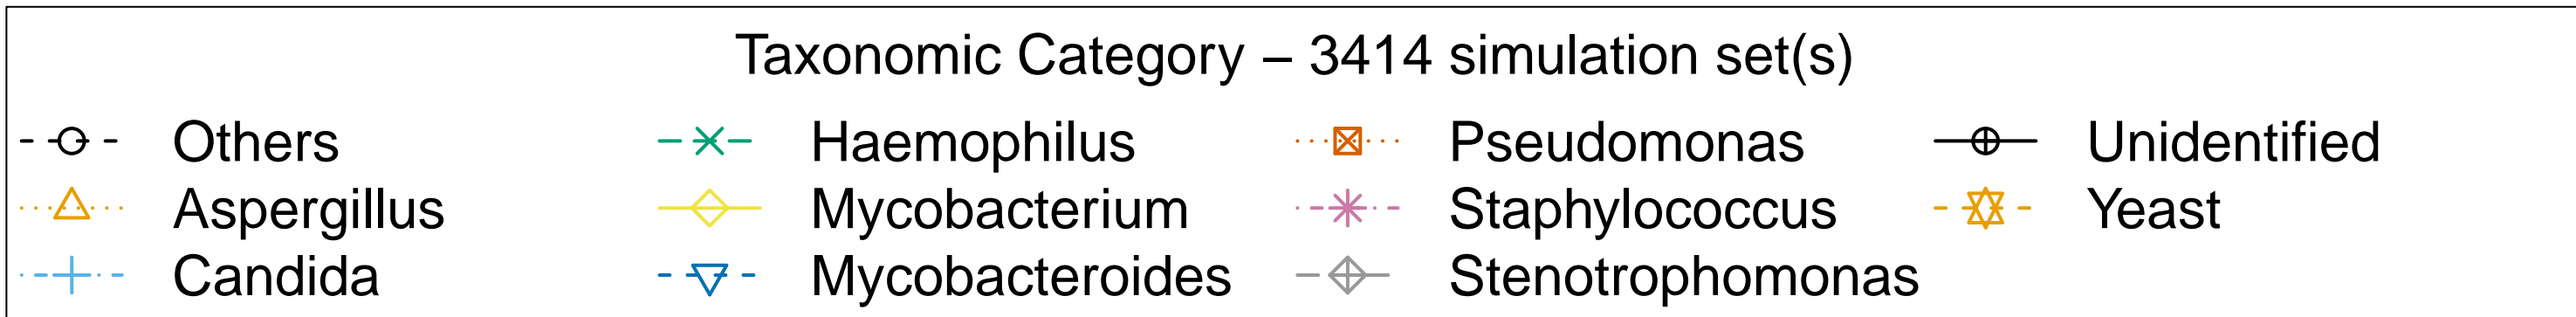 Taxonomic Category – 3414 simulation set(s)
Others Haemophilus Pseudomonas Unidentified
Aspergillus Mycobacterium Staphylococcus Yeast
Candida Mycobacteroides Stenotrophomonas